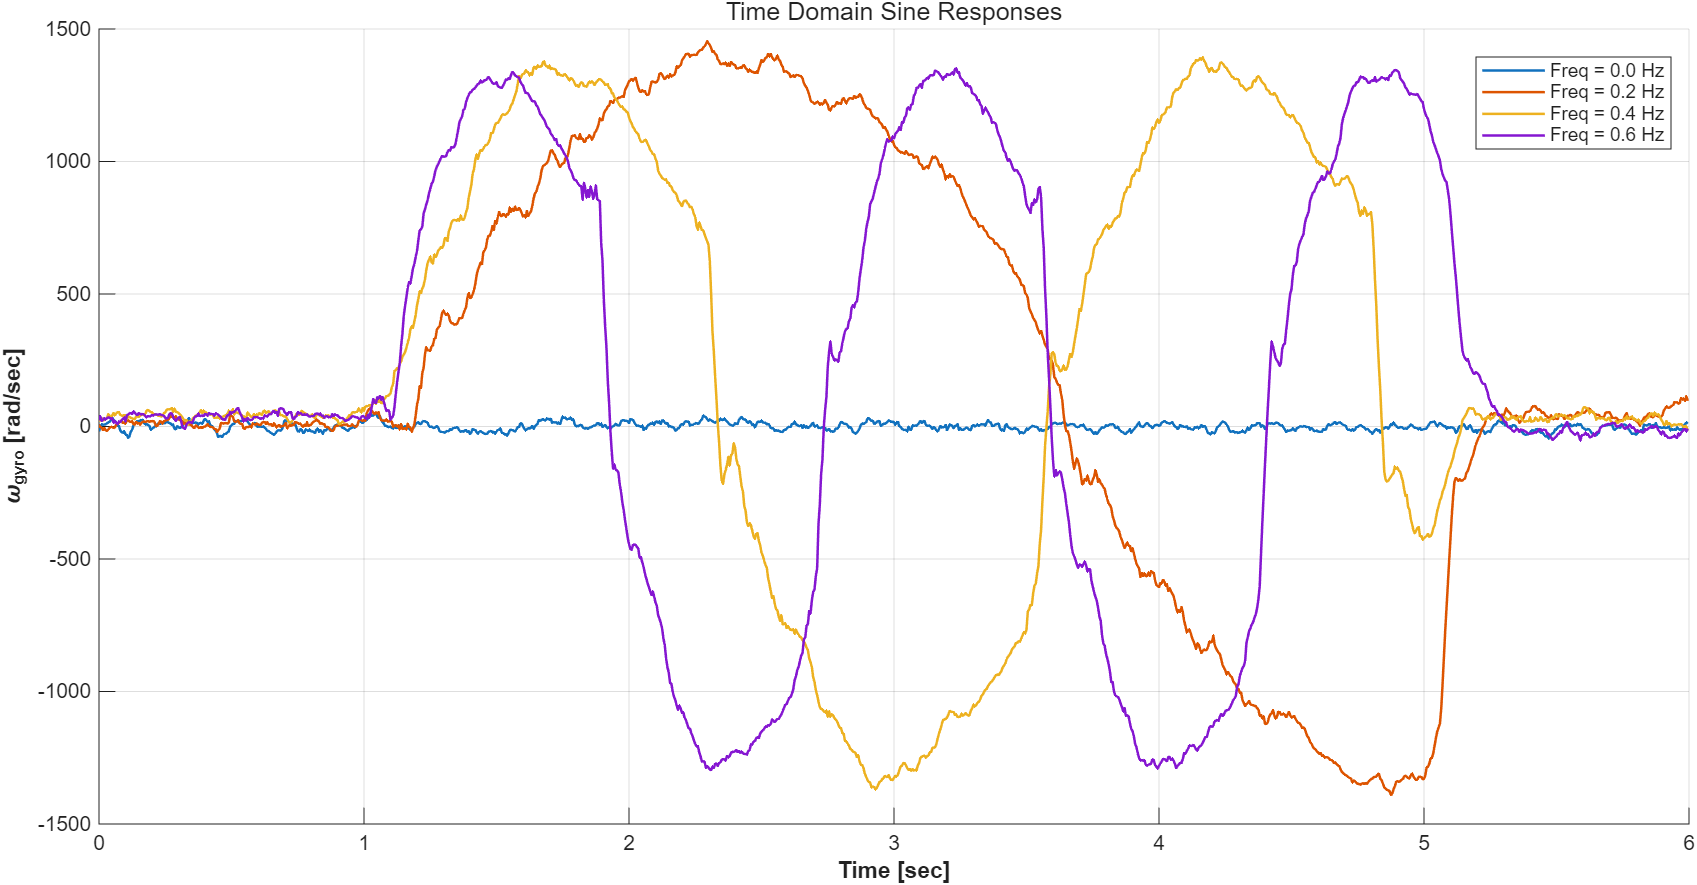 Time Domain Sine Responses
1500
1000
500
0
-500
-1000
-1500
ωgyro [rad/sec]
Freq = 0.0 Hz
Freq = 0.2 Hz
Freq = 0.4 Hz
Freq = 0.6 Hz
0 1 2 3 4 5 6
Time [sec]